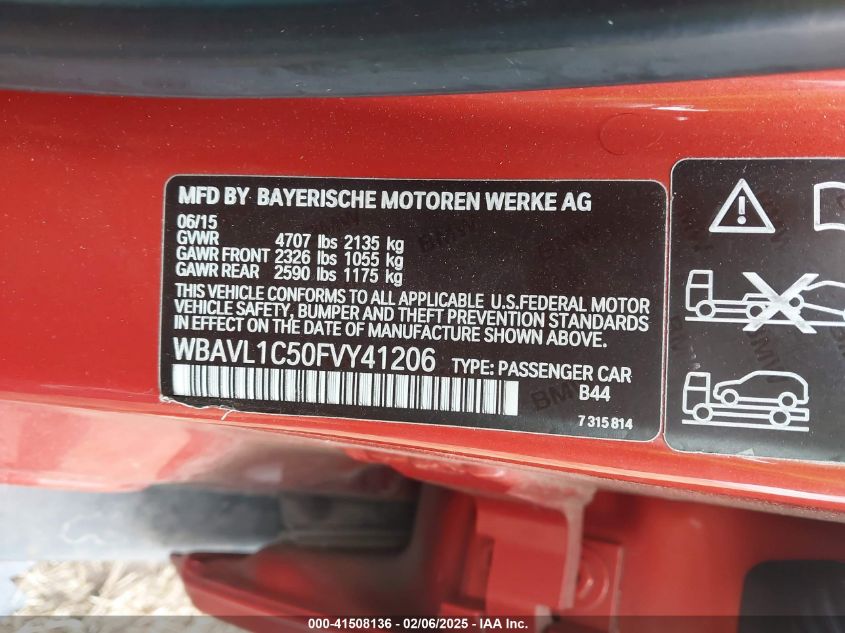 MFD BY BAYERISCHE MOTOREN WERKE AG
06/15
GVWR 4707 lbs 2135 kg
GAWR FRONT 2326 lbs 1055 kg
GAWR REAR 2590 lbs 1175 kg
THIS VEHICLE CONFORMS TO ALL APPLICABLE U.S.FEDERAL MOTOR
VEHICLE SAFETY, BUMPER AND THEFT PREVENTION STANDARDS
IN EFFECT ON THE DATE OF MANUFACTURE SHOWN ABOVE.
WBAVL1C50FVY41206 TYPE: PASSENGER CAR
B44
7 315 814
000-41508136 - 02/06/2025 - IAA Inc.